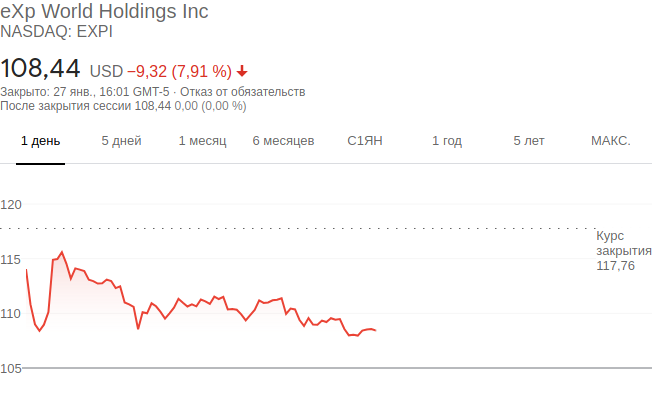 eXp World Holdings Inc
NASDAQ: EXPI
108,44 USD −9,32 (7,91 %)
Закрыто: 27 янв., 16:01 GMT-5 · Отказ от обязательств
После закрытия сессии 108,44 0,00 (0,00 %)
1 день 5 дней 1 месяц 6 месяцев С1ЯН 1 год 5 лет МАКС.
120
Курс
закрытия
117,76
115
110
105